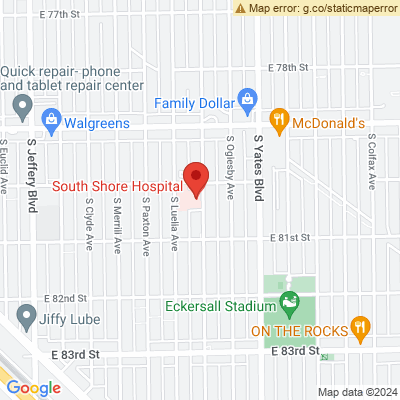 Map error: g.co/staticmaperror
E 77th St
E 78th St
Quick repair- phone
and tablet repair center
Family Dollar
Walgreens
McDonald's
S Euclid Ave
S Jeffery Blvd
S Oglesby Ave
S Yates Blvd
S Colfax Ave
South Shore Hospital
S Clyde Ave
S Merrill Ave
S Paxton Ave
S Luella Ave
E 81st St
E 82nd St
Eckersall Stadium
Jiffy Lube
ON THE ROCKS
E 83rd St
E 83rd St
Google
Map data ©2024